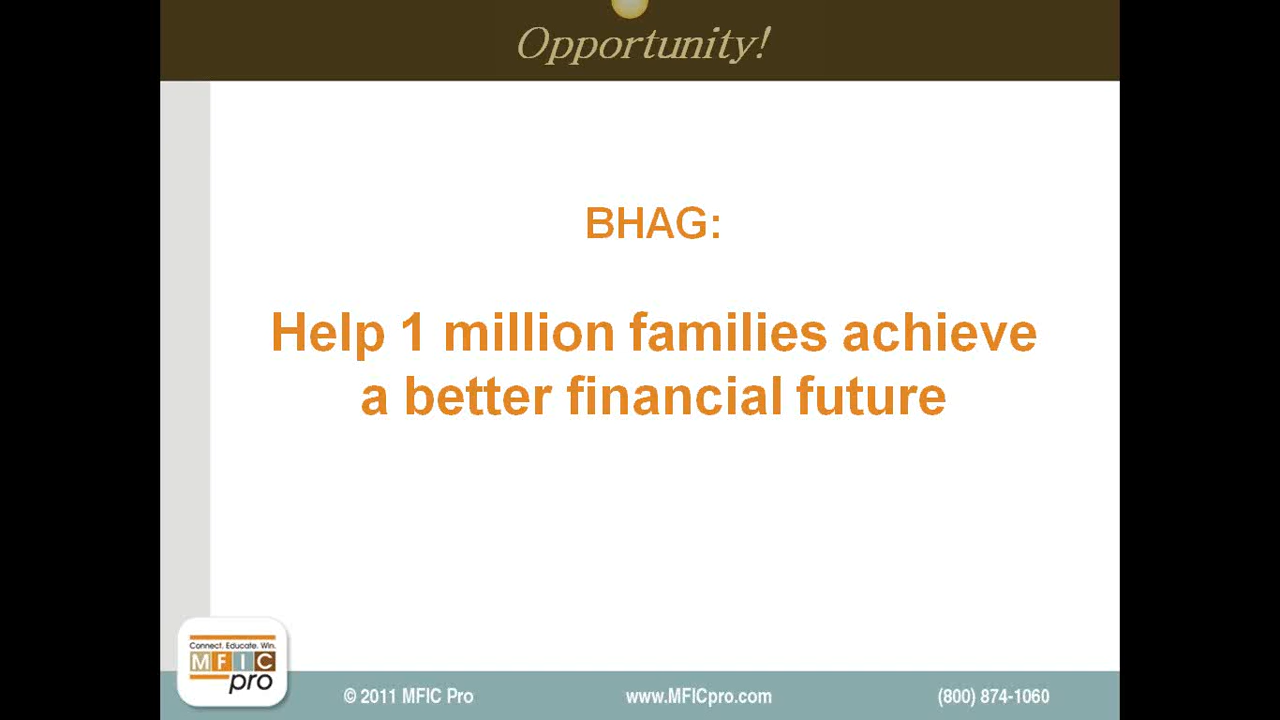 Opportunity!
BHAG:
Help 1 million families achieve
a better financial future
Connect. Educate. Win.
MFIC
pro
© 2011 MFIC Pro www.MFICpro.com (800) 874-1060